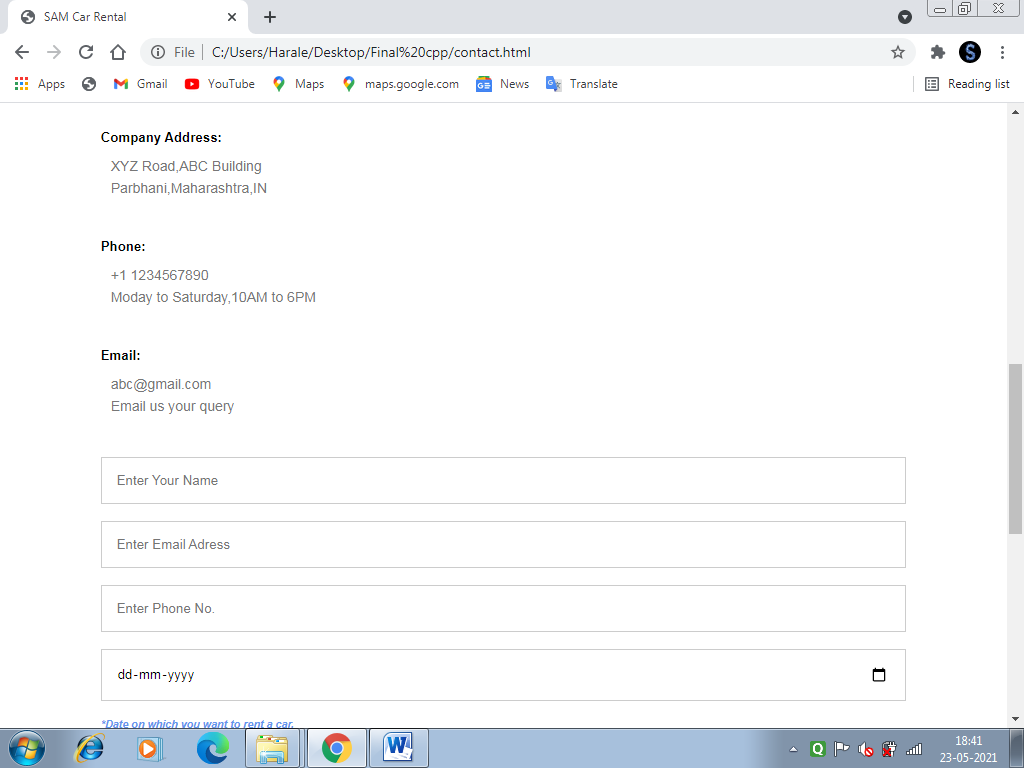 SAM Car Rental
File C:/Users/Harale/Desktop/Final%20cpp/contact.html
Apps Gmail YouTube Maps maps.google.com News Translate Reading list
Company Address:
XYZ Road,ABC Building
Parbhani,Maharashtra,IN
Phone:
+1 1234567890
Moday to Saturday,10AM to 6PM
Email:
abc@gmail.com
Email us your query
Enter Your Name
Enter Email Adress
Enter Phone No.
dd-mm-yyyy
*Date on which you want to rent a car.
18:41
23-05-2021